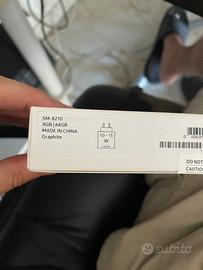 SM-X210
4GB | 64GB
MADE IN CHINA
Graphite
10 - 15
W
DO NOT
CAUTION
subito